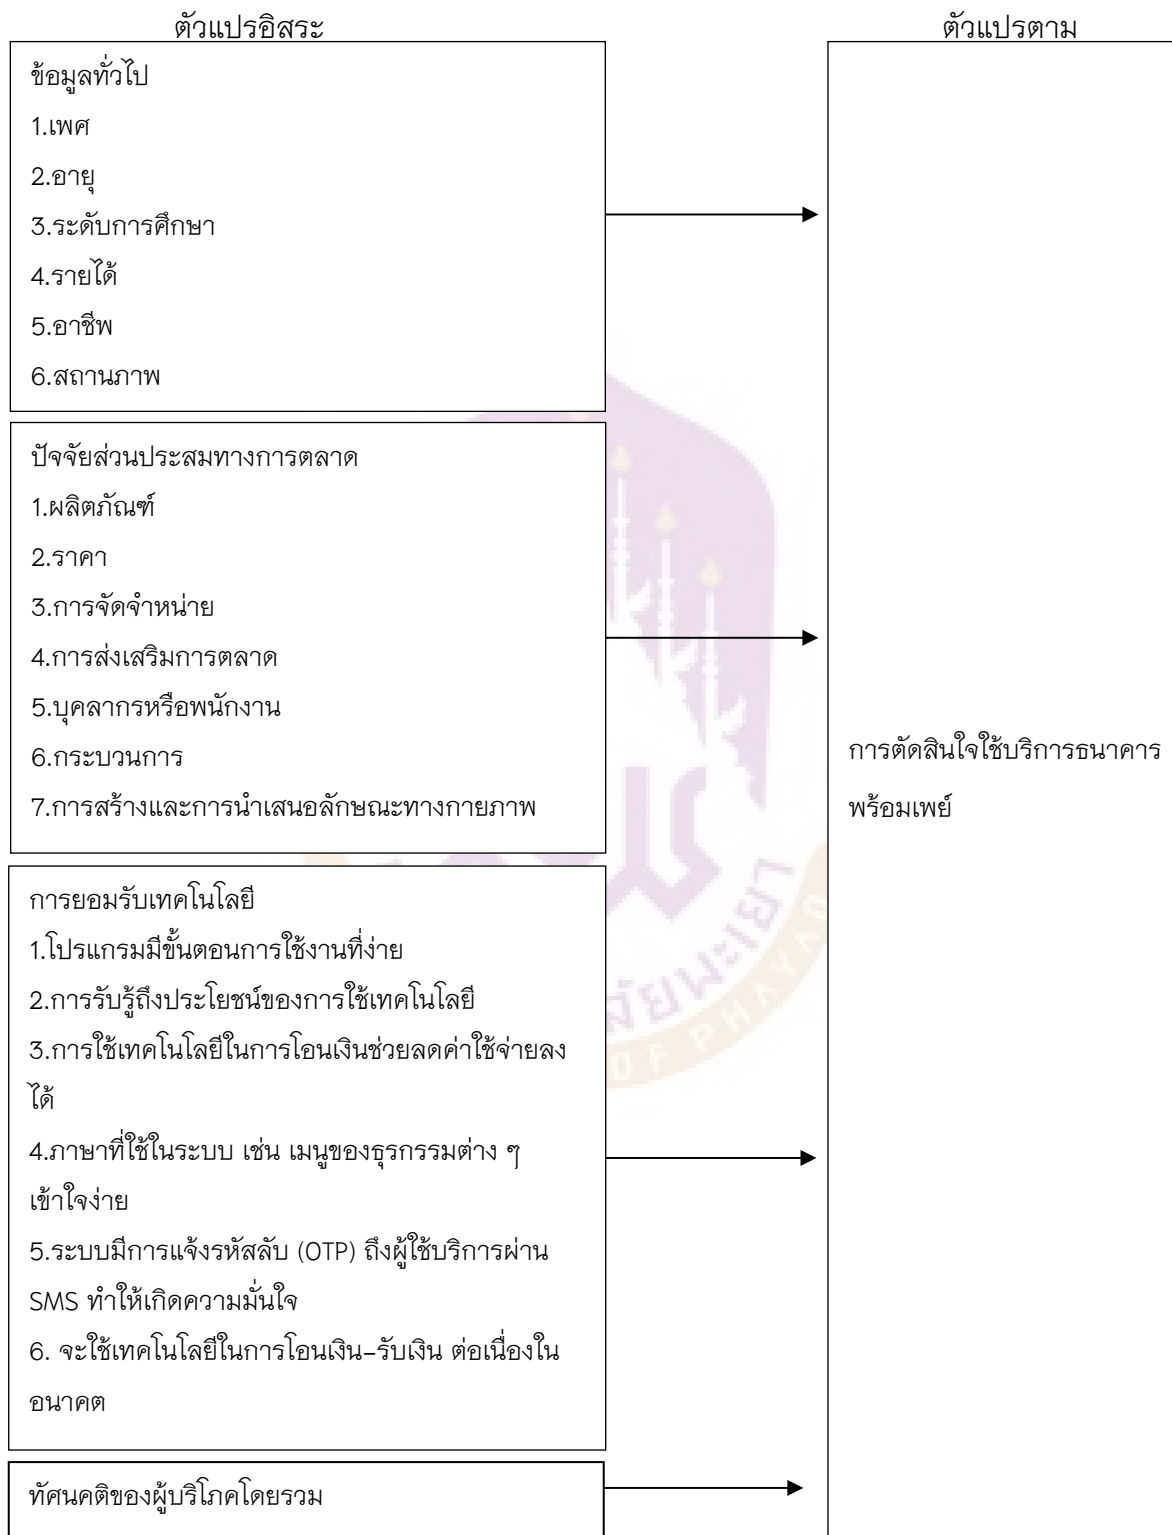 ตัวแปรอิสระ
ตัวแปรตาม
ข้อมูลทั่วไป
1.เพศ
2.อายุ
3.ระดับการศึกษา
4.รายได้
5.อาชีพ
6.สถานภาพ
ปัจจัยส่วนประสมทางการตลาด
1.ผลิตภัณฑ์
2.ราคา
3.การจัดจำหน่าย
4.การส่งเสริมการตลาด
5.บุคลากรหรือพนักงาน
6.กระบวนการ
7.การสร้างและการนำเสนอลักษณะทางกายภาพ
การยอมรับเทคโนโลยี
1.โปรแกรมมีขั้นตอนการใช้งานที่ง่าย
2.การรับรู้ถึงประโยชน์ของการใช้เทคโนโลยี
3.การใช้เทคโนโลยีในการโอนเงินช่วยลดค่าใช้จ่ายลง
ได้
4.ภาษาที่ใช้ในระบบ เช่น เมนูของธุรกรรมต่าง ๆ
เข้าใจง่าย
5.ระบบมีการแจ้งรหัสลับ (OTP) ถึงผู้ใช้บริการผ่าน
SMS ทำให้เกิดความมั่นใจ
6. จะใช้เทคโนโลยีในการโอนเงิน-รับเงิน ต่อเนื่องใน
อนาคต
ทัศนคติของผู้บริโภคโดยรวม
การตัดสินใจใช้บริการธนาคาร
พร้อมเพย์
ลัยพะเยา
OF PHAYAO